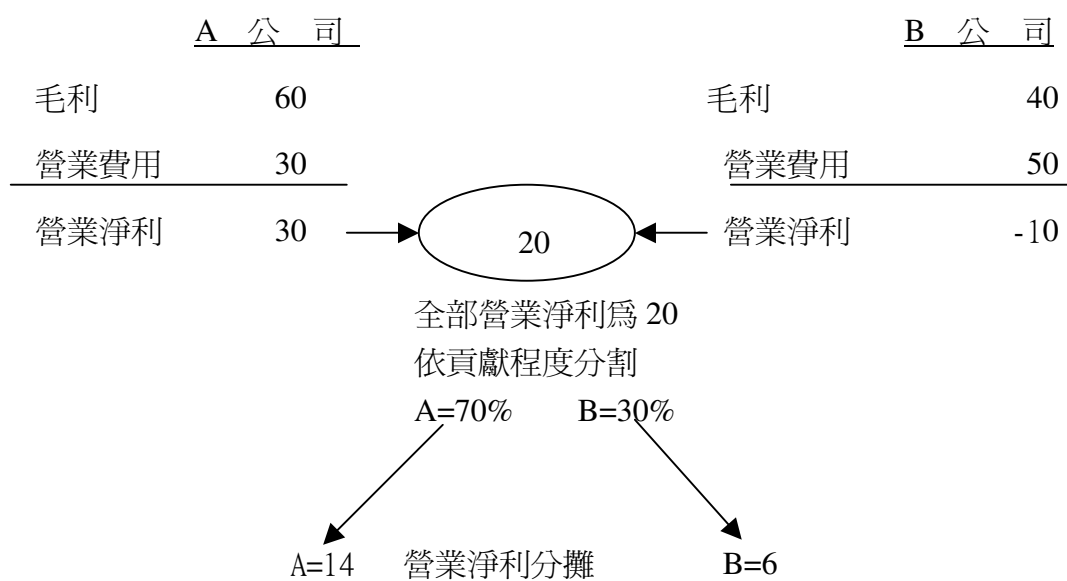 A 公 司 B 公 司
毛利 60 毛利 40
營業費用 30 營業費用 50
營業淨利 30 20 營業淨利 -10
全部營業淨利為 20
依貢獻程度分割
A=70% B=30%
A=14 營業淨利分攤 B=6